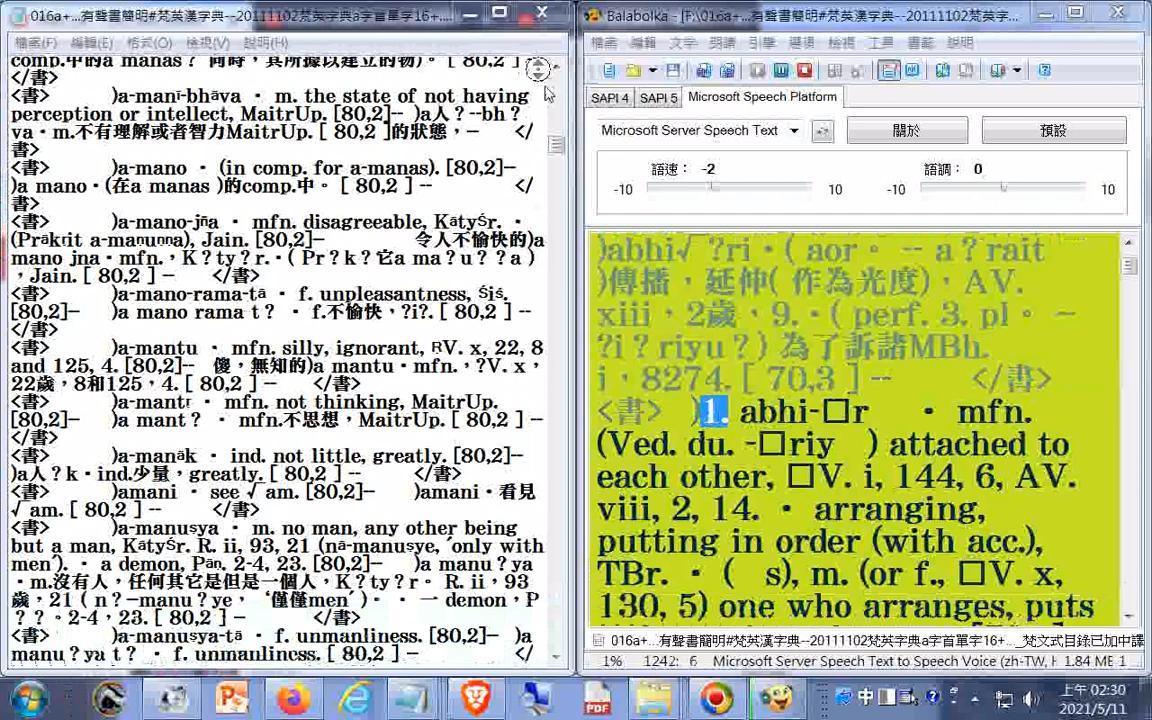 016a+...有聲書簡明#梵英漢字典--20111102梵英字典a字首單字16+...
檔案(F) 編輯(E) 格式(O) 檢視(V) 說明(H)
comp.中的a manas？ 同時，其所據以建立的物)。 [ 80,2 ]
</書>
<書> )a-manī-bhāva ‧ m. the state of not having
perception or intellect, MaitrUp. [80,2]-- )a人？--bh？
va‧m.不有理解或者智力MaitrUp. [ 80,2 ]的狀態，-- </
書>
<書> )a-mano ‧ (in comp. for a-manas). [80,2]--
)a mano‧(在a manas )的comp.中。 [ 80,2 ] -- </
書>
<書> )a-mano-jña ‧ mfn. disagreeable, KātyŚr. ‧
(Prākrit a-maṇuṇṇa), Jain. [80,2]-- 令人不愉快的)a
mano jna‧mfn.，K？ty？r.‧( Pr？k？它a ma？u？？a )
，Jain. [ 80,2 ] -- </書>
<書> )a-mano-rama-tā ‧ f. unpleasantness, Śiś.
[80,2]-- )a mano rama t？ ‧ f.不愉快，?i?. [ 80,2 ] --
</書>
<書> )a-mantu ‧ mfn. silly, ignorant, RV. x, 22, 8
and 125, 4. [80,2]-- 傻，無知的)a mantu‧mfn.，?V. x，
22歲，8和125，4. [ 80,2 ] -- </書>
<書> )a-mantṛ ‧ mfn. not thinking, MaitrUp.
[80,2]-- )a mant？ ‧ mfn.不思想，MaitrUp. [ 80,2 ] --
</書>
<書> )a-manāk ‧ ind. not little, greatly. [80,2]--
)a人？k‧ind.少量，greatly. [ 80,2 ] -- </書>
<書> )amani ‧ see √am. [80,2]-- )amani‧看見
√am. [ 80,2 ] -- </書>
<書> )a-manuṣya ‧ m. no man, any other being
but a man, KātyŚr. R. ii, 93, 21 (nā-manuṣye, 'only with
men'). ‧ a demon, Pāṇ. 2-4, 23. [80,2]-- )a manu？ya
‧m.沒有人，任何其它是但是一個人，K？ty？r。 R. ii，93
歲，21 ( n？--manu？ye，‘僅僅men′)‧ ‧ 一 demon，P
？？。2-4，23. [ 80,2 ] -- </書>
<書> )a-manuṣya-tā ‧ f. unmanliness. [80,2]-- )a
manu？ya t？ ‧ f. unmanliness. [ 80,2 ] -- </
Balabolka - [F:\016a+...有聲書簡明#梵英漢字典--20111102梵英字...
檔案 編輯 文字 朗讀 引擎 選項 檢視 工具 書籤 說明
SAPI 4 SAPI 5 Microsoft Speech Platform
Microsoft Server Speech Text 關於 預設
語速： -2 語調： 0
-10 10 -10 10
)abhi√ ?ri‧( aor。 -- a？rait
)傳播，延伸( 作為光度)，AV.
xiii，2歲，9.‧( perf. 3. pl。 --
?i？riyu？) 為了訴諸MBh.
i，8274. [ 70,3 ] -- </書>
<書> )1. abhi-□r ‧ mfn.
(Ved. du. -□riy ) attached to
each other, □V. i, 144, 6, AV.
viii, 2, 14. ‧ arranging,
putting in order (with acc.),
TBr. ‧ ( s), m. (or f., □V. x,
130, 5) one who arranges, puts
016a+...有聲書簡明#梵英漢字典--20111102梵英字典a字首單字16+..._梵文式目錄已加中譯
1% 1242: 6 Microsoft Server Speech Text to Speech Voice (zh-TW, H 1.84 ME 1
中 上午 02:30
2021/5/11